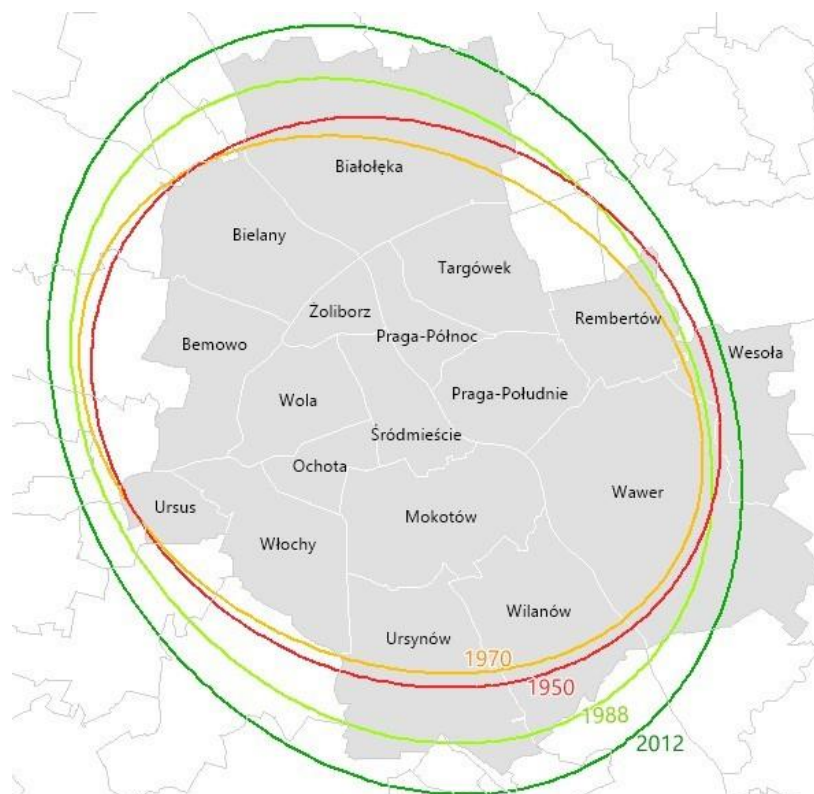 Białołęka
Bielany
Targówek
Żoliborz
Rembertów
Praga-Północ
Bemowo
Wesoła
Praga-Południe
Wola
Śródmieście
Ochota
Wawer
Ursus
Mokotów
Włochy
Wilanów
Ursynów
1970
1950
1988
2012